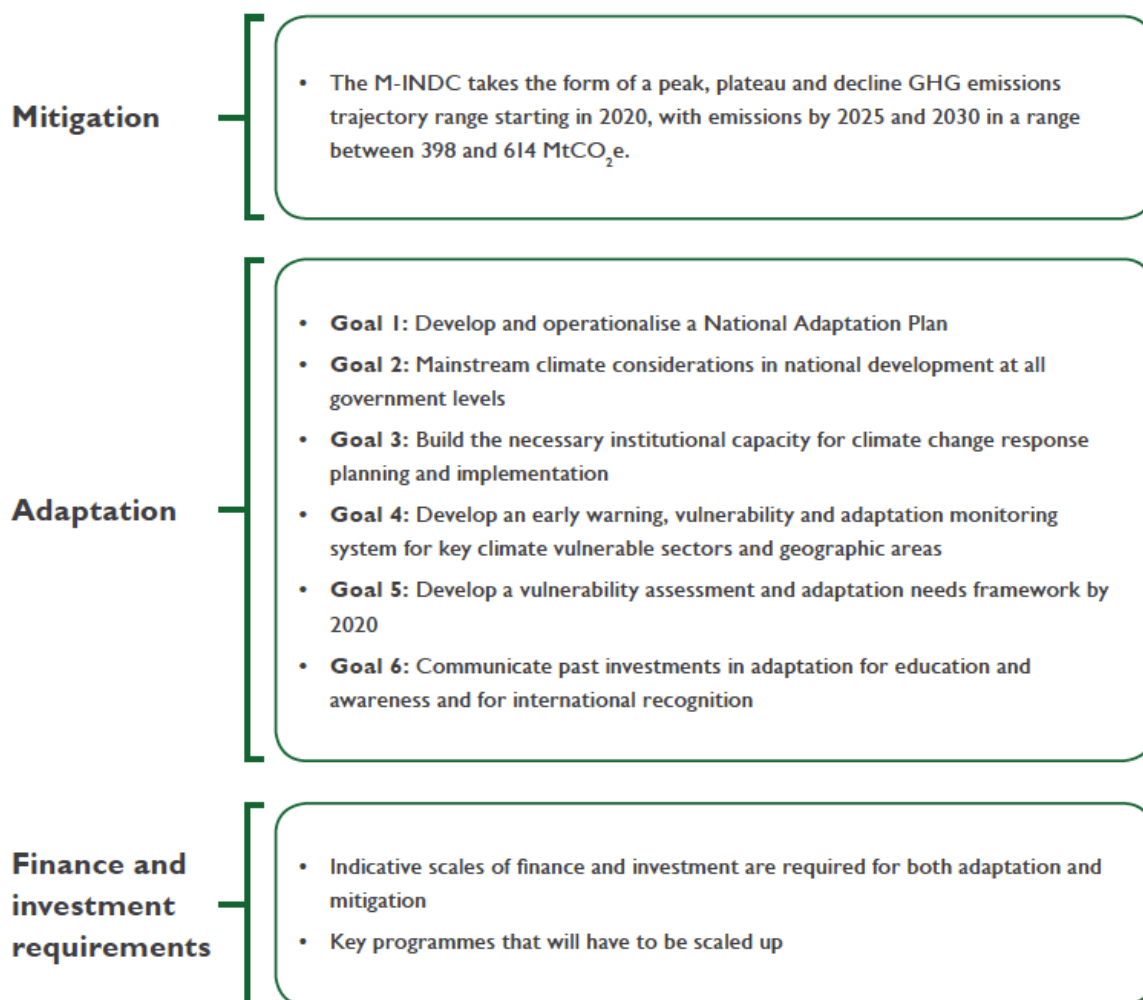 Mitigation
• The M-INDC takes the form of a peak, plateau and decline GHG emissions
trajectory range starting in 2020, with emissions by 2025 and 2030 in a range
between 398 and 614 MtCO₂e.
Adaptation
• Goal 1: Develop and operationalise a National Adaptation Plan
• Goal 2: Mainstream climate considerations in national development at all
government levels
• Goal 3: Build the necessary institutional capacity for climate change response
planning and implementation
• Goal 4: Develop an early warning, vulnerability and adaptation monitoring
system for key climate vulnerable sectors and geographic areas
• Goal 5: Develop a vulnerability assessment and adaptation needs framework by
2020
• Goal 6: Communicate past investments in adaptation for education and
awareness and for international recognition
Finance and
investment
requirements
• Indicative scales of finance and investment are required for both adaptation and
mitigation
• Key programmes that will have to be scaled up